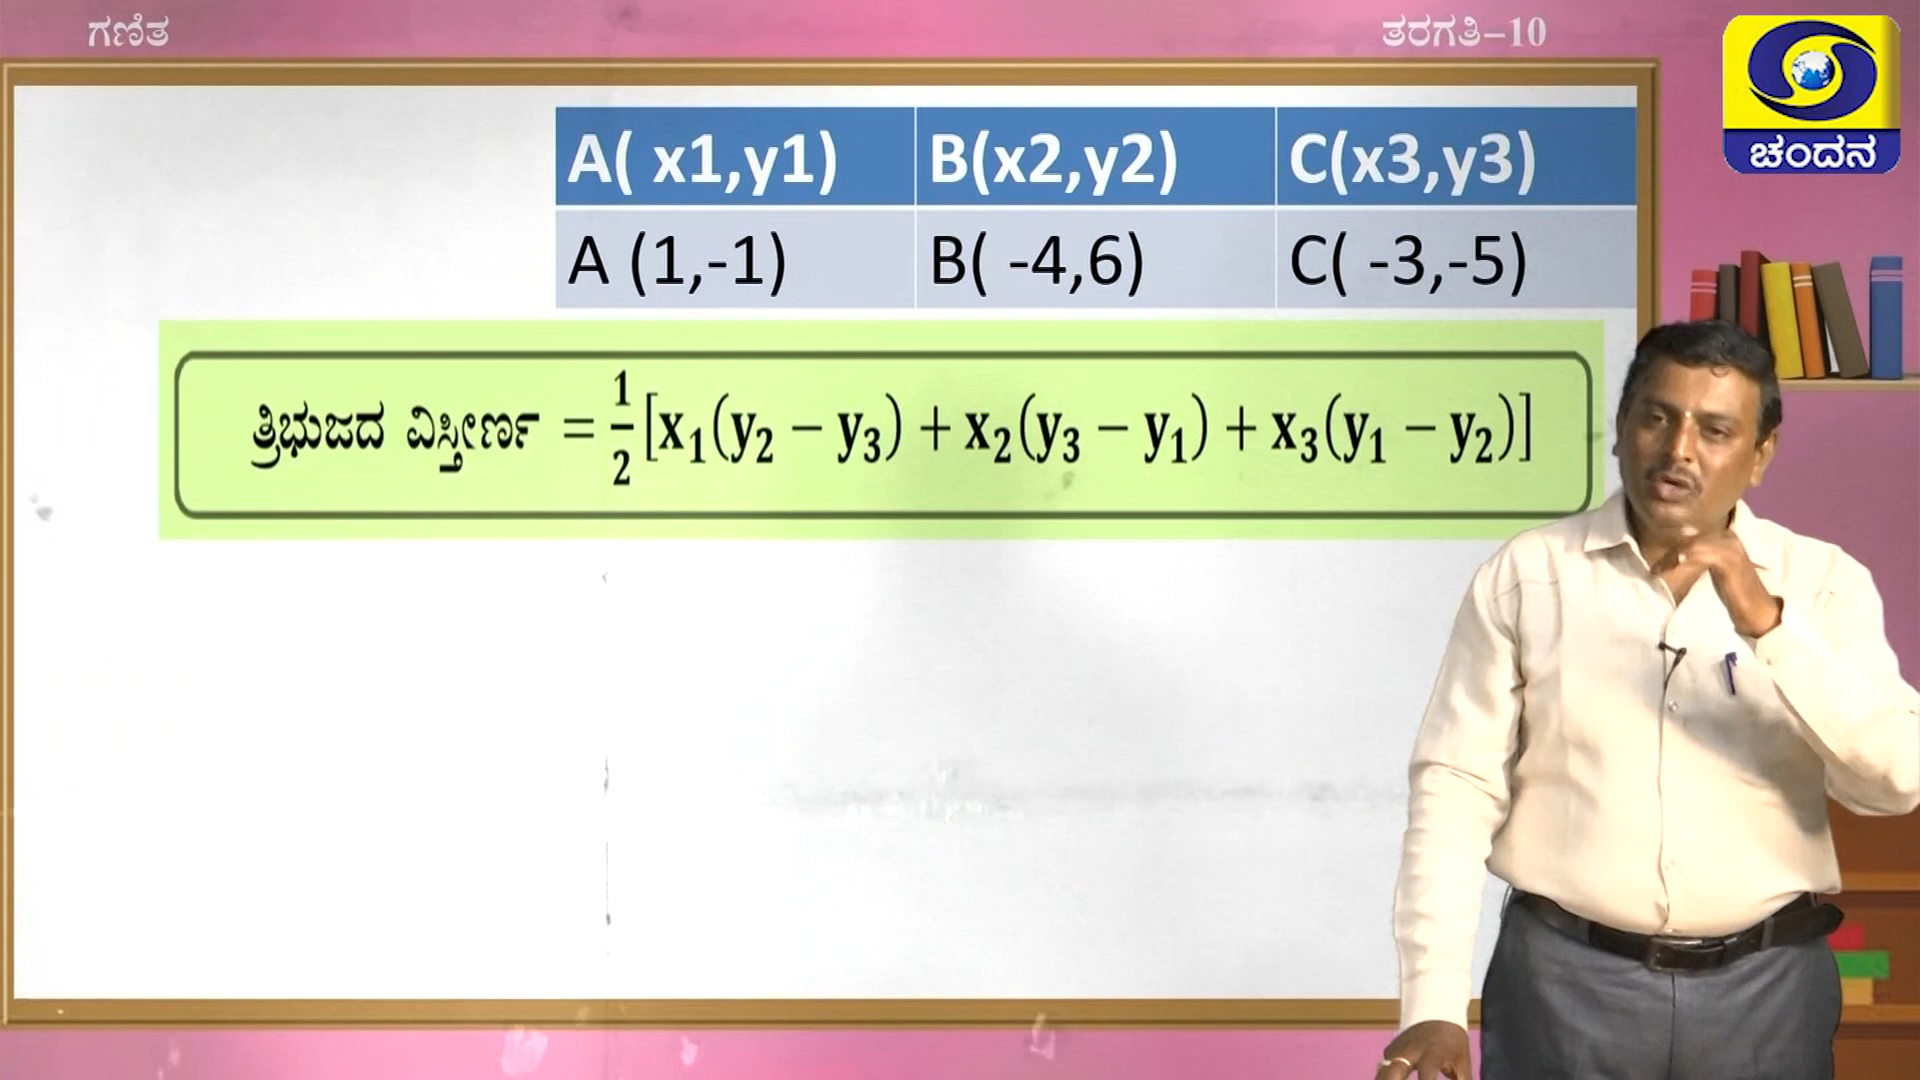 ಗಣಿತ
ತರಗತಿ-10
ಚಂದನ
A( x1,y1) B(x2,y2) C(x3,y3)
A (1,-1) B( -4,6) C( -3,-5)
ತ್ರಿಭುಜದ ವಿಸ್ತೀರ್ಣ = 1/2 [x₁(y₂ − y₃) + x₂(y₃ − y₁) + x₃(y₁ − y₂)]